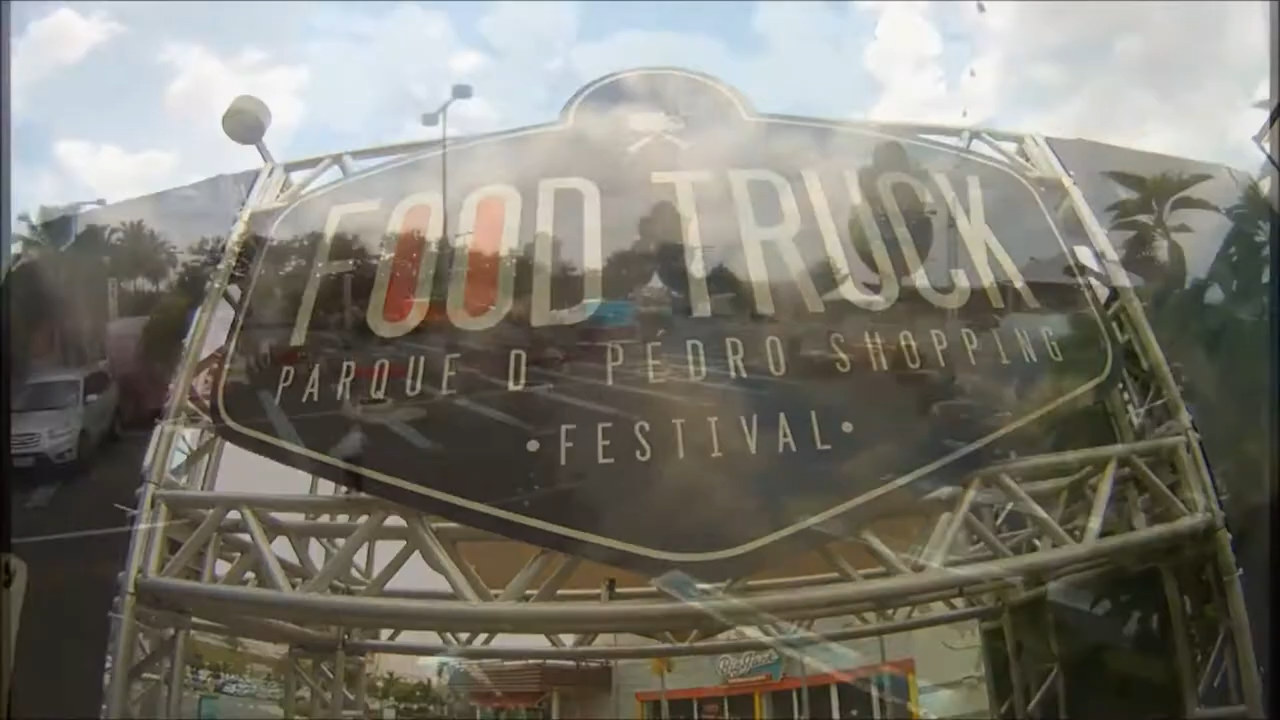 FOOD TRUCK
PARQUE D. PEDRO SHOPPING
•FESTIVAL•